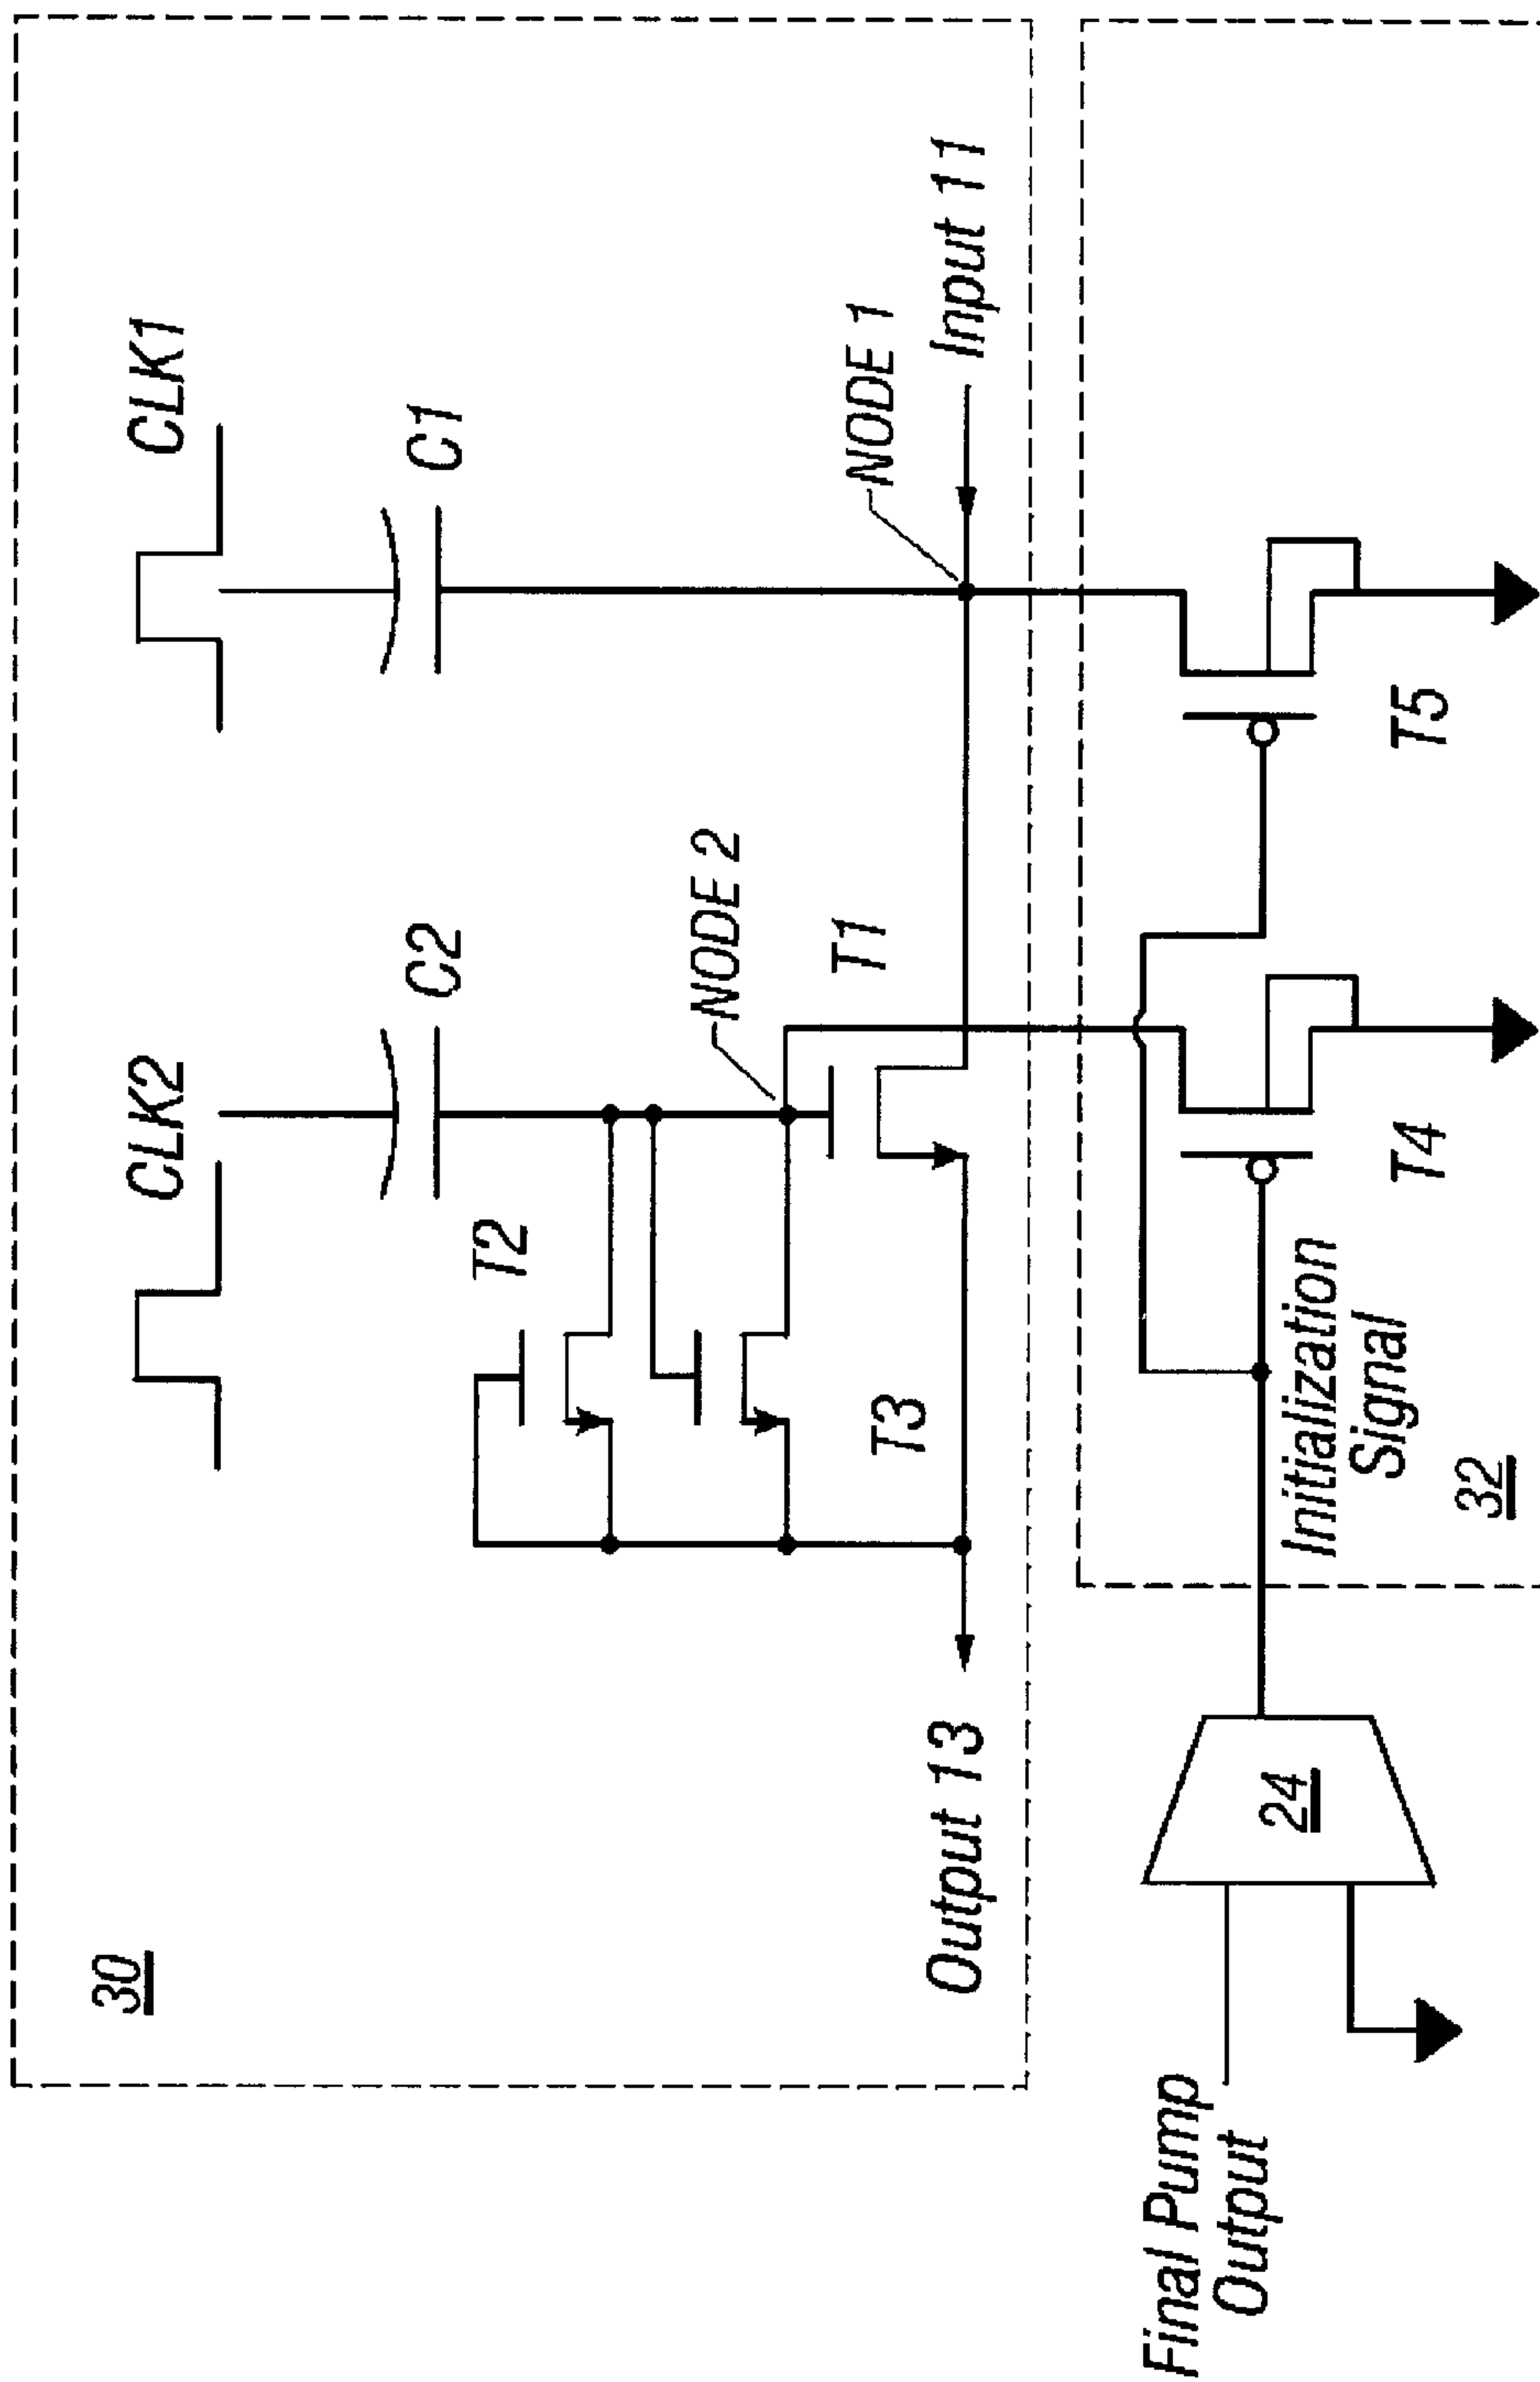 30
CLK2
CLK1
C2
C1
T2
NODE 2
T1
T3
NODE 1
Output 13
Input 11
Final Pump
Output
24
Initialization
Signal
32
T4
T5